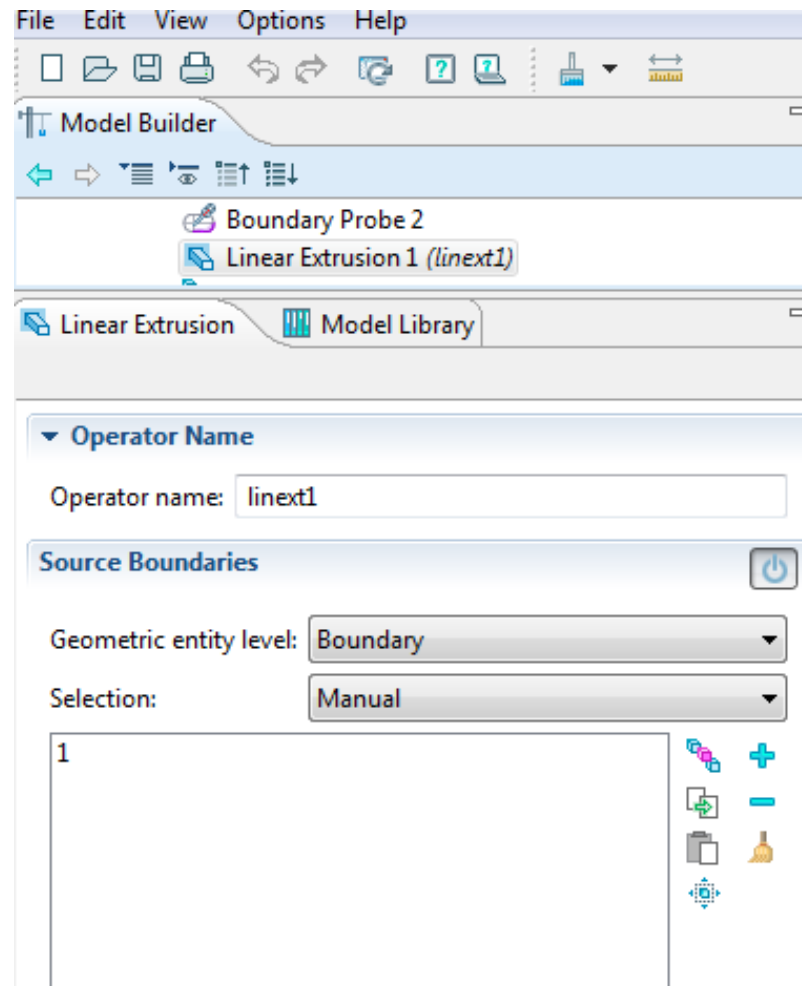 File Edit View Options Help
Model Builder
Boundary Probe 2
Linear Extrusion 1 (linext1)
Linear Extrusion Model Library
Operator Name
Operator name: linext1
Source Boundaries
Geometric entity level: Boundary
Selection: Manual
1